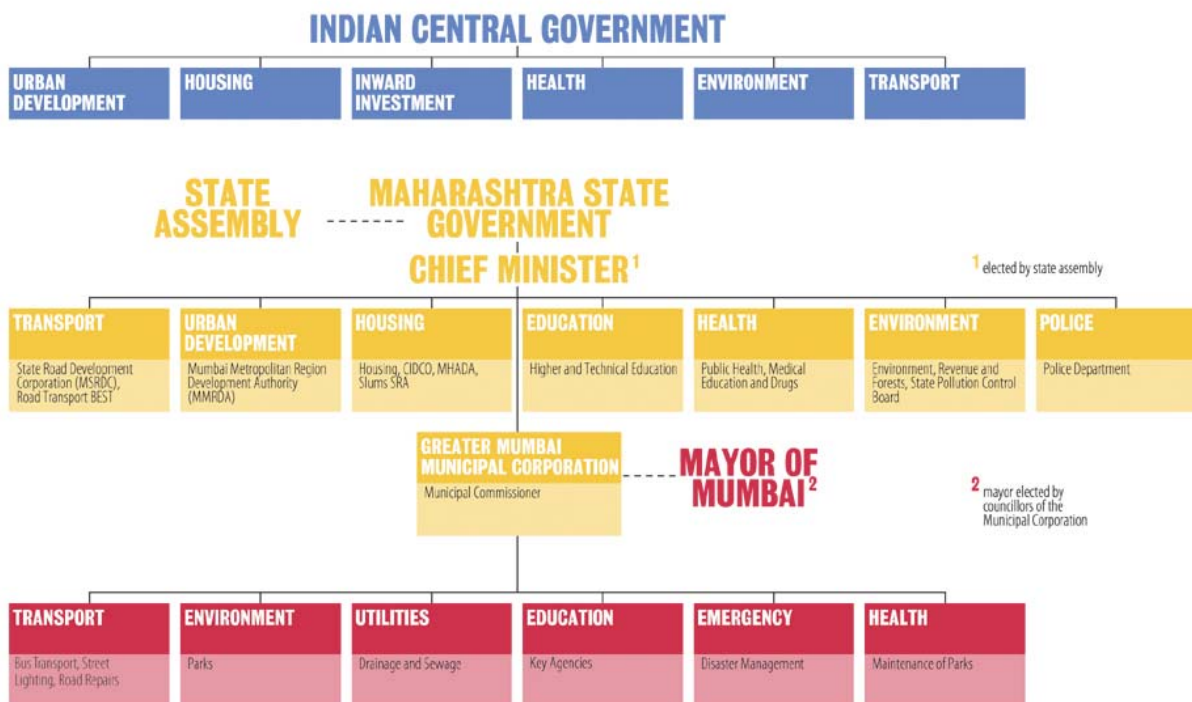 INDIAN CENTRAL GOVERNMENT
URBAN
DEVELOPMENT
HOUSING
INWARD
INVESTMENT
HEALTH
ENVIRONMENT
TRANSPORT
STATE
ASSEMBLY
MAHARASHTRA STATE
GOVERNMENT
CHIEF MINISTER1
1 elected by state assembly
TRANSPORT
State Road Development
Corporation (MSRDC),
Road Transport BEST
URBAN
DEVELOPMENT
Mumbai Metropolitan Region
Development Authority
(MMRDA)
HOUSING
Housing, CIDCO, MHADA,
Slums SRA
EDUCATION
Higher and Technical Education
HEALTH
Public Health, Medical
Education and Drugs
ENVIRONMENT
Environment, Revenue and
Forests, State Pollution Control
Board
POLICE
Police Department
GREATER MUMBAI
MUNICIPAL CORPORATION
Municipal Commissioner
MAYOR OF
MUMBAI2
2 mayor elected by
councillors of the
Municipal Corporation
TRANSPORT
Bus Transport, Street
Lighting, Road Repairs
ENVIRONMENT
Parks
UTILITIES
Drainage and Sewage
EDUCATION
Key Agencies
EMERGENCY
Disaster Management
HEALTH
Maintenance of Parks